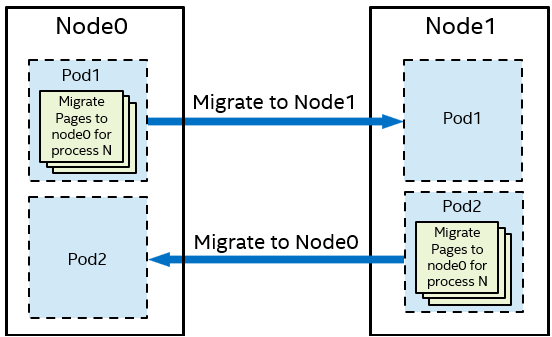 Node0
Pod1
Migrate
Pages to
node0 for
process N
Pod2
Migrate to Node1
Migrate to Node0
Node1
Pod1
Pod2
Migrate
Pages to
node0 for
process N